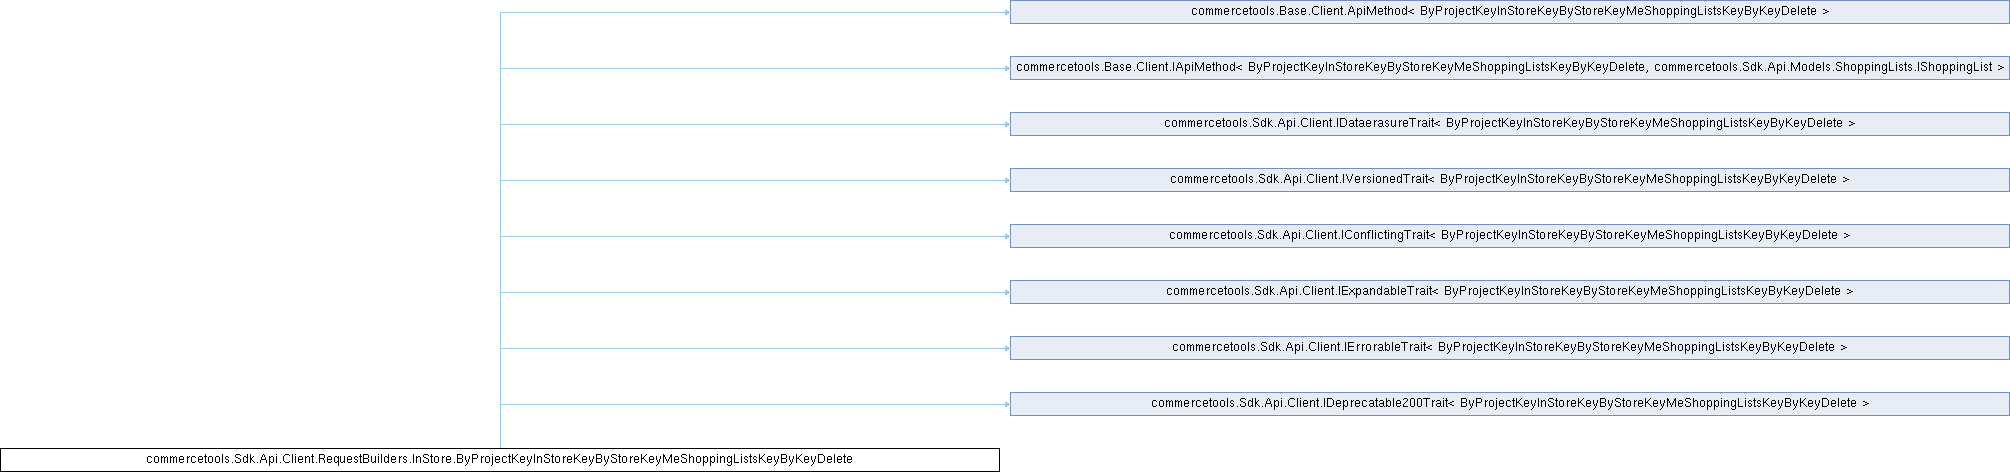 commercetools.Base.Client.ApiMethod< ByProjectKeyInStoreKeyByStoreKeyMeShoppingListsKeyByKeyDelete >
commercetools.Base.Client.IApiMethod< ByProjectKeyInStoreKeyByStoreKeyMeShoppingListsKeyByKeyDelete, commercetools.Sdk.Api.Models.ShoppingLists.IShoppingList >
commercetools.Sdk.Api.Client.IDataerasureTrait< ByProjectKeyInStoreKeyByStoreKeyMeShoppingListsKeyByKeyDelete >
commercetools.Sdk.Api.Client.IVersionedTrait< ByProjectKeyInStoreKeyByStoreKeyMeShoppingListsKeyByKeyDelete >
commercetools.Sdk.Api.Client.IConflictingTrait< ByProjectKeyInStoreKeyByStoreKeyMeShoppingListsKeyByKeyDelete >
commercetools.Sdk.Api.Client.IExpandableTrait< ByProjectKeyInStoreKeyByStoreKeyMeShoppingListsKeyByKeyDelete >
commercetools.Sdk.Api.Client.IErrorableTrait< ByProjectKeyInStoreKeyByStoreKeyMeShoppingListsKeyByKeyDelete >
commercetools.Sdk.Api.Client.IDeprecatable200Trait< ByProjectKeyInStoreKeyByStoreKeyMeShoppingListsKeyByKeyDelete >
commercetools.Sdk.Api.Client.RequestBuilders.InStore.ByProjectKeyInStoreKeyByStoreKeyMeShoppingListsKeyByKeyDelete